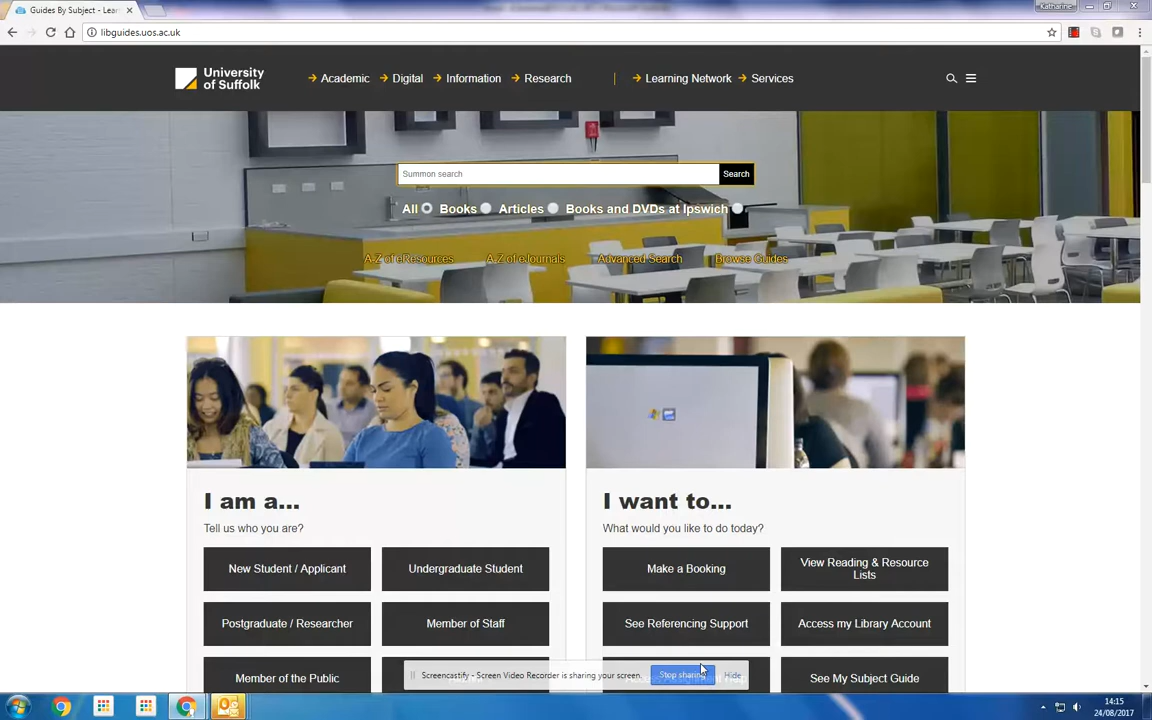 Guides By Subject - Lear
Katharine
libguides.uos.ac.uk
University
of Suffolk
Academic
Digital
Information
Research
Learning Network
Services
Summon search
Search
All
Books
Articles
Books and DVDs at Ipswich
A-Z of eResources
A-Z of eJournals
Advanced Search
Browse Guides
I am a...
Tell us who you are?
New Student / Applicant
Undergraduate Student
Postgraduate / Researcher
Member of Staff
Member of the Public
I want to...
What would you like to do today?
Make a Booking
View Reading & Resource
Lists
See Referencing Support
Access my Library Account
See My Subject Guide
Screencastify - Screen Video Recorder is sharing your screen.
Stop sharing
Hide
14:15
24/08/2017